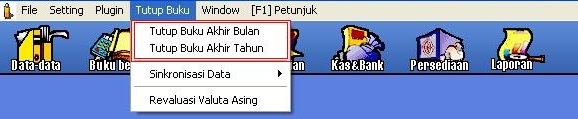 File Setting Plugin Tutup Buku Window [F1] Petunjuk
Tutup Buku Akhir Bulan
Tutup Buku Akhir Tahun
Sinkronisasi Data
Revaluasi Valuta Asing
Data-data Buku be Kas&Bank Persediaan Laporan